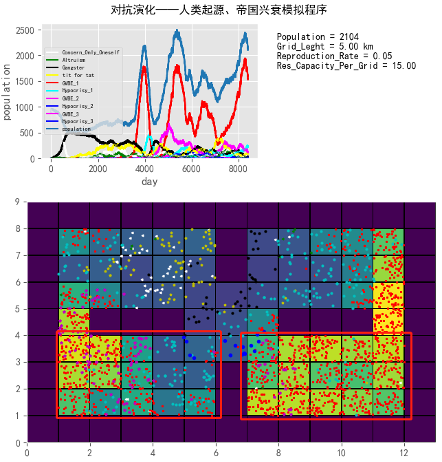 对抗演化——人类起源、帝国兴衰模拟程序
Population = 2104
Grid_Leght = 5.00 km
Reproduction_Rate = 0.05
Res_Capacity_Per_Grid = 15.00
population
2500
2000
1500
1000
500
0
Concern_Only_Oneself
Altruism
Gangster
tit for tat
Hypocrisy_1
Hypocrisy_2
Hypocrisy_3
population
0
2000
4000
6000
8000
day
9
8
7
6
5
4
3
2
1
0
0
2
4
6
8
10
12